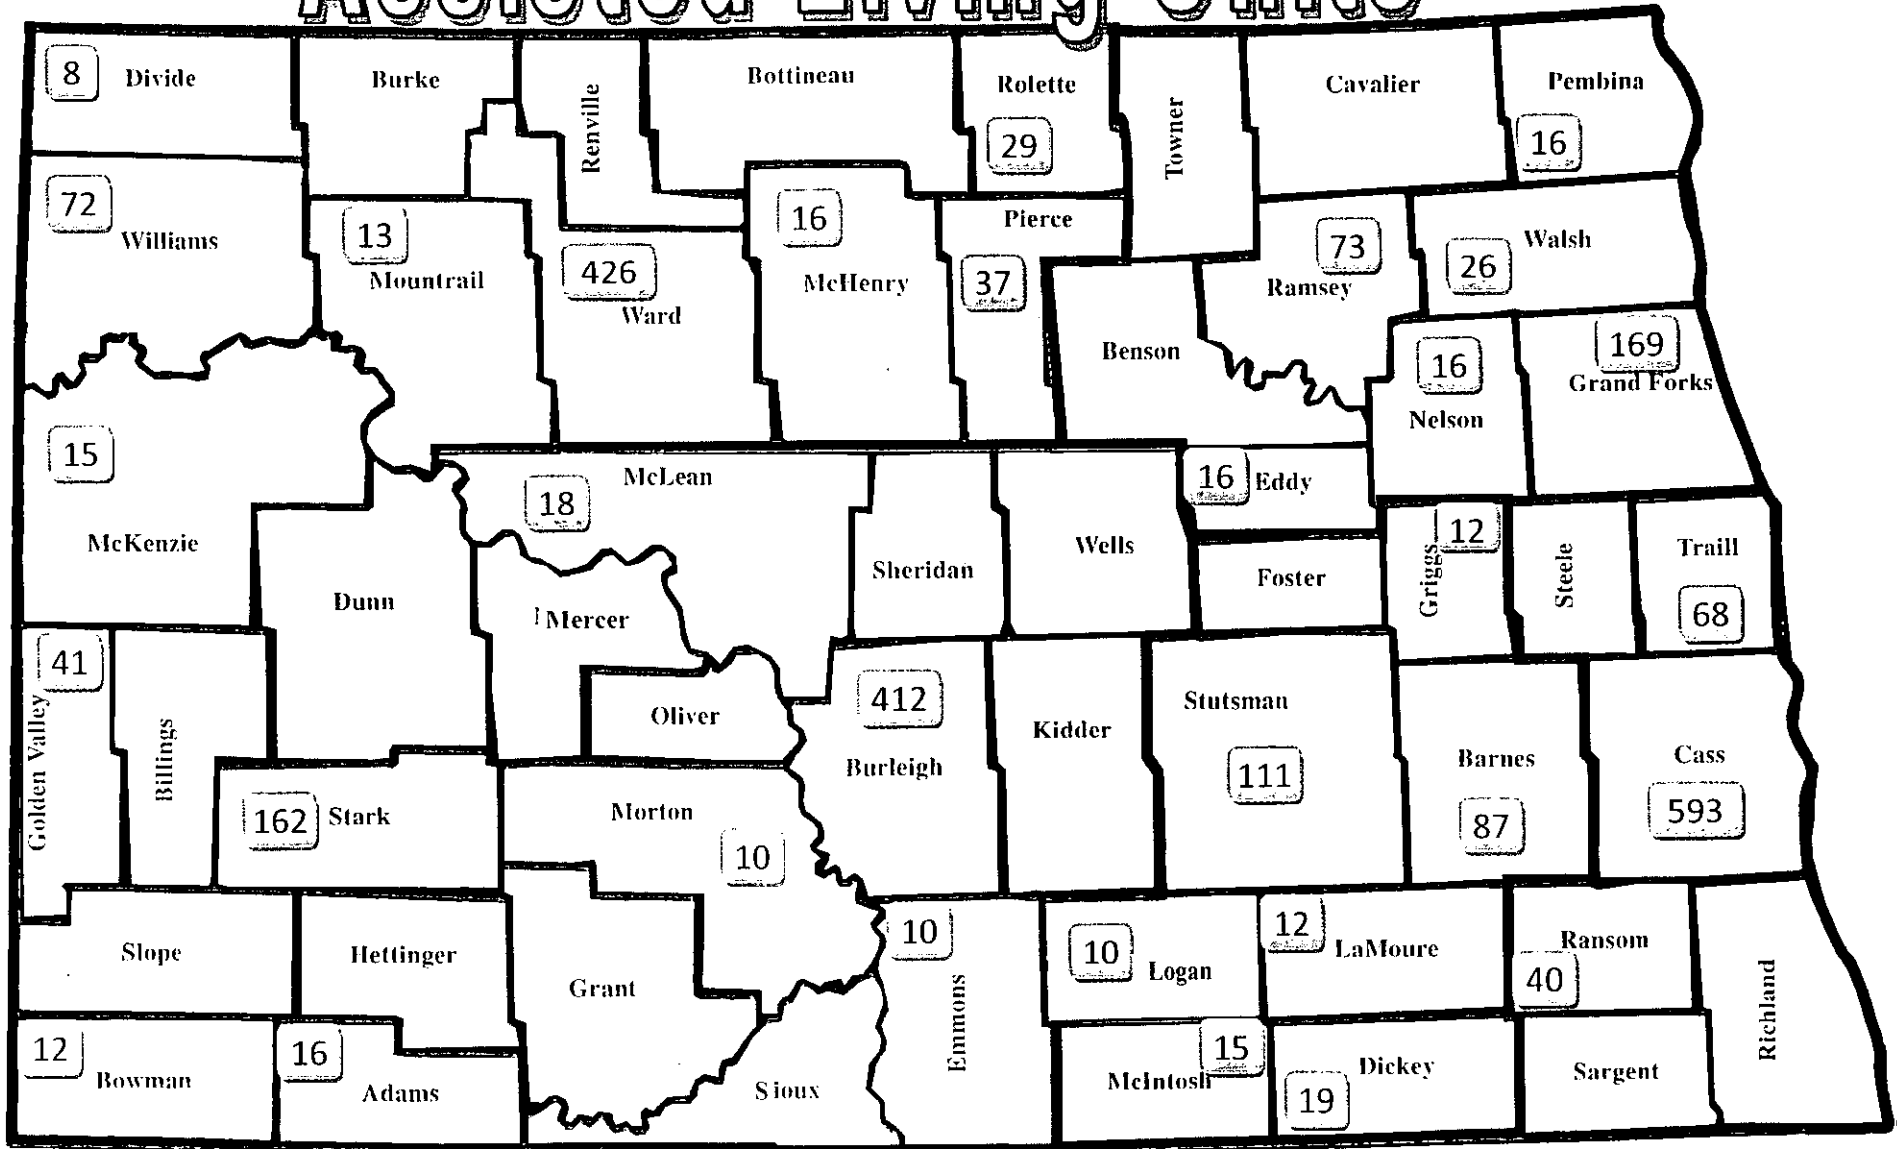 Assisted Living Units
8 Divide
Burke
Renville
Bottineau
Rolette
29
Towner
Cavalier
Pembina
16
72
Williams
13
Mountrail
426
Ward
16
McHenry
Pierce
37
Benson
73
Ramsey
Walsh
26
16
Nelson
169
Grand Forks
15
McKenzie
Dunn
McLean
18
Mercer
Oliver
Sheridan
Wells
16 Eddy
Foster
12
Griggs
Steele
Traill
68
41
Golden Valley
Billings
162 Stark
Morton
10
412
Burleigh
Kidder
Stutsman
111
Barnes
87
Cass
593
Slope
Hettinger
Grant
Sioux
10
Emmons
10
Logan
12
LaMoure
Ransom
40
Richland
12
Bowman
16
Adams
15
McIntosh
Dickey
19
Sargent